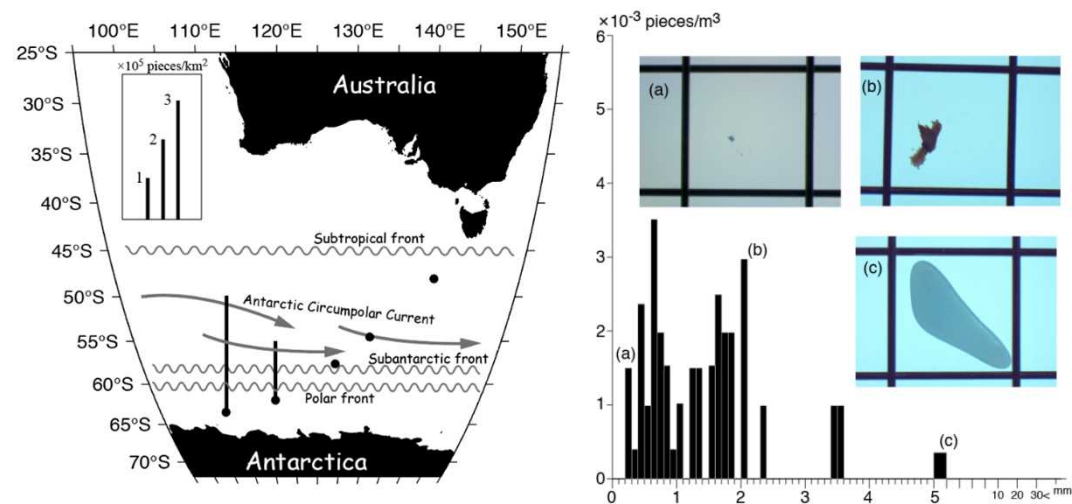 100°E 110°E 120°E 130°E 140°E 150°E
25°S
30°S
35°S
40°S
45°S
50°S
55°S
60°S
65°S
70°S
×10⁵ pieces/km²
3
2
1
Australia
Subtropical front
Antarctic Circumpolar Current
Subantarctic front
Polar front
Antarctica
×10⁻³ pieces/m³
6
5
4
3
2
1
0
(a)
(b)
(c)
(a)
(b)
(c)
0 1 2 3 4 5 10 20 30< mm